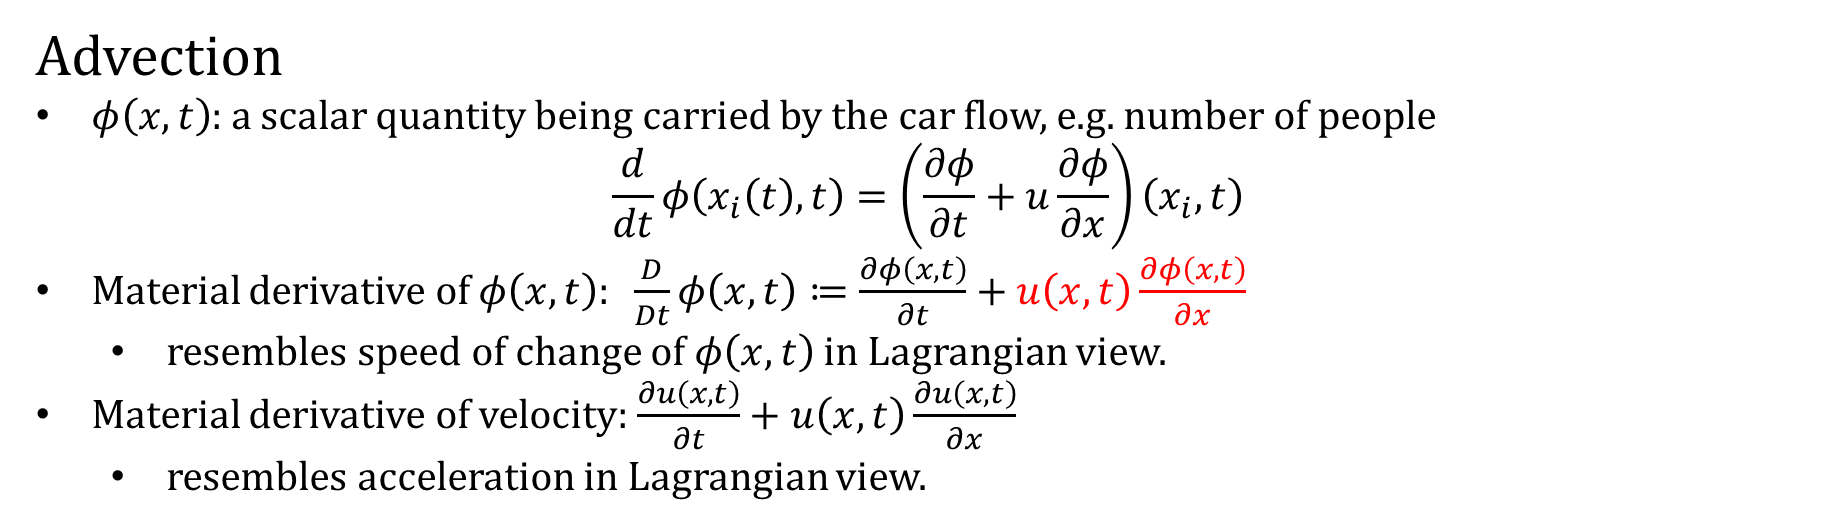 Advection
• ϕ(x, t): a scalar quantity being carried by the car flow, e.g. number of people
d/dt ϕ(x_i(t), t) = (∂ϕ/∂t + u ∂ϕ/∂x) (x_i, t)
• Material derivative of ϕ(x, t): D/Dt ϕ(x, t) ≔ ∂ϕ(x,t)/∂t + u(x, t) ∂ϕ(x,t)/∂x
• resembles speed of change of ϕ(x, t) in Lagrangian view.
• Material derivative of velocity: ∂u(x,t)/∂t + u(x, t) ∂u(x,t)/∂x
• resembles acceleration in Lagrangian view.